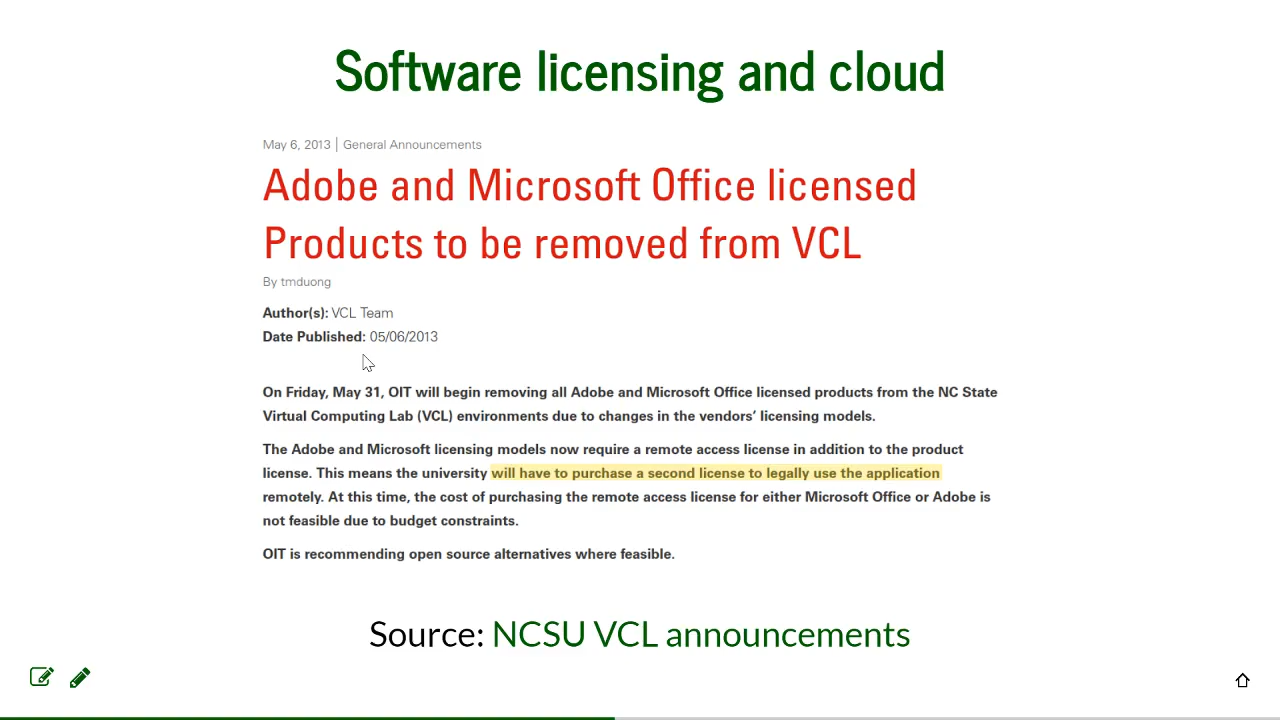 Software licensing and cloud
May 6, 2013 | General Announcements
Adobe and Microsoft Office licensed
Products to be removed from VCL
By tmduong
Author(s): VCL Team
Date Published: 05/06/2013
On Friday, May 31, OIT will begin removing all Adobe and Microsoft Office licensed products from the NC State
Virtual Computing Lab (VCL) environments due to changes in the vendors’ licensing models.
The Adobe and Microsoft licensing models now require a remote access license in addition to the product
license. This means the university will have to purchase a second license to legally use the application
remotely. At this time, the cost of purchasing the remote access license for either Microsoft Office or Adobe is
not feasible due to budget constraints.
OIT is recommending open source alternatives where feasible.
Source: NCSU VCL announcements